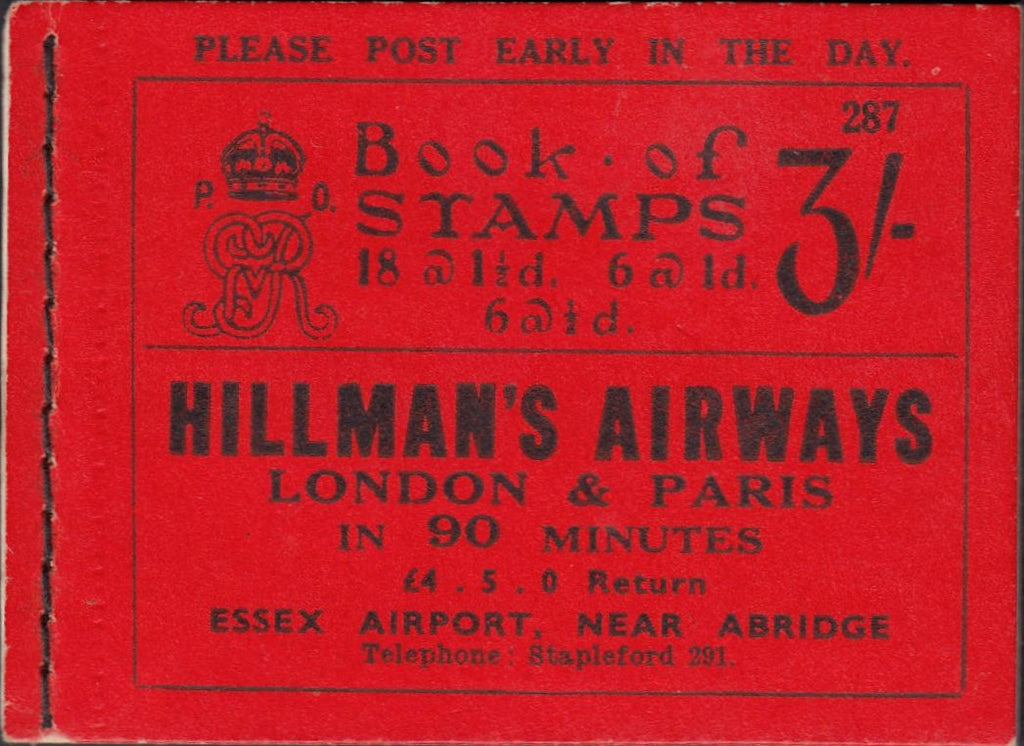 PLEASE POST EARLY IN THE DAY.
287
P. O.
GR
Book · of
STAMPS
3/-
18 @ 1½d. 6 @ 1d.
6 @ ½d.
HILLMAN'S AIRWAYS
LONDON & PARIS
IN 90 MINUTES
£4 . 5 . 0 Return
ESSEX AIRPORT, NEAR ABRIDGE
Telephone: Stapleford 291.